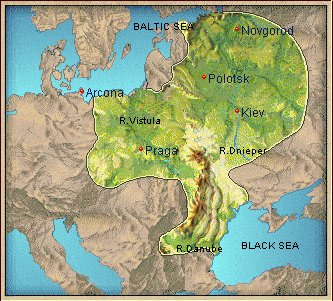 BALTIC SEA
Novgorod
Polotsk
Arcona
Kiev
R.Vistula
R.Dnieper
Praga
R.Danube
BLACK SEA